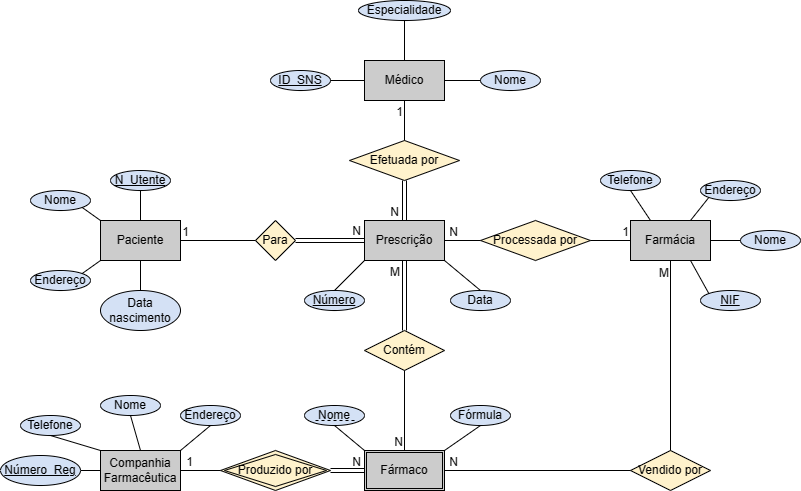 Especialidade
ID_SNS
Médico
Nome
1
Efetuada por
N
N_Utente
Nome
Paciente
1
Para
N
Prescrição
N
Processada por
1
Farmácia
Telefone
Endereço
Nome
NIF
M
Endereço
Data
nascimento
Número
Data
M
Contém
N
Nome
Fórmula
Telefone
Nome
Endereço
Número_Reg
Companhia
Farmacêutica
1
Produzido por
N
Fármaco
N
Vendido por